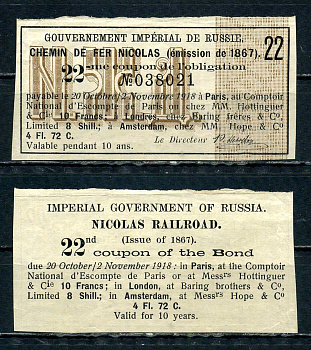 GOUVERNEMENT IMPÉRIAL DE RUSSIE.
CHEMIN DE FER NICOLAS (émission de 1867).
22
22me coupon de l'obligation
№038021
payable le 20 Octobre/2 Novembre 1918 à Paris, au Comptoir
National d'Escompte de Paris, ou chez MM. Hottinguer
& Cie 10 Francs; à Londres, chez Baring frères & Co,
Limited 8 Shill.; à Amsterdam, chez MM. Hope & Co
4 Fl. 72 C.
Valable pendant 10 ans.
Le Directeur
IMPERIAL GOVERNMENT OF RUSSIA.
NICOLAS RAILROAD.
(Issue of 1867).
22nd coupon of the Bond
due 20 October/2 November 1918: in Paris, at the Comptoir
National d'Escompte de Paris or at Messrs Hottinguer
& Cie 10 Francs; in London, at Baring brothers & Co,
Limited 8 Shill.; in Amsterdam, at Messrs Hope & Co
4 Fl. 72 C.
Valid for 10 years.